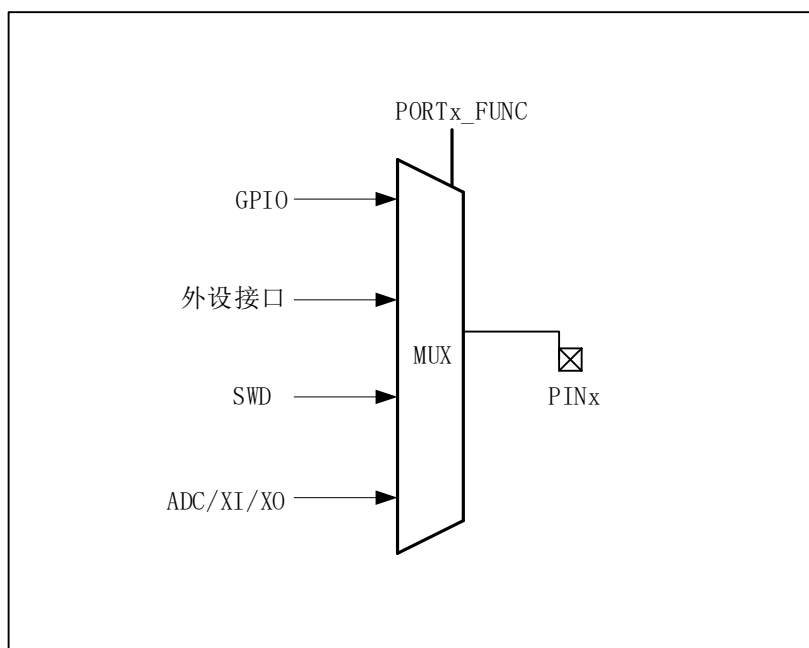 PORTx_FUNC
GPIO
外设接口
MUX
SWD
PINx
ADC/XI/XO